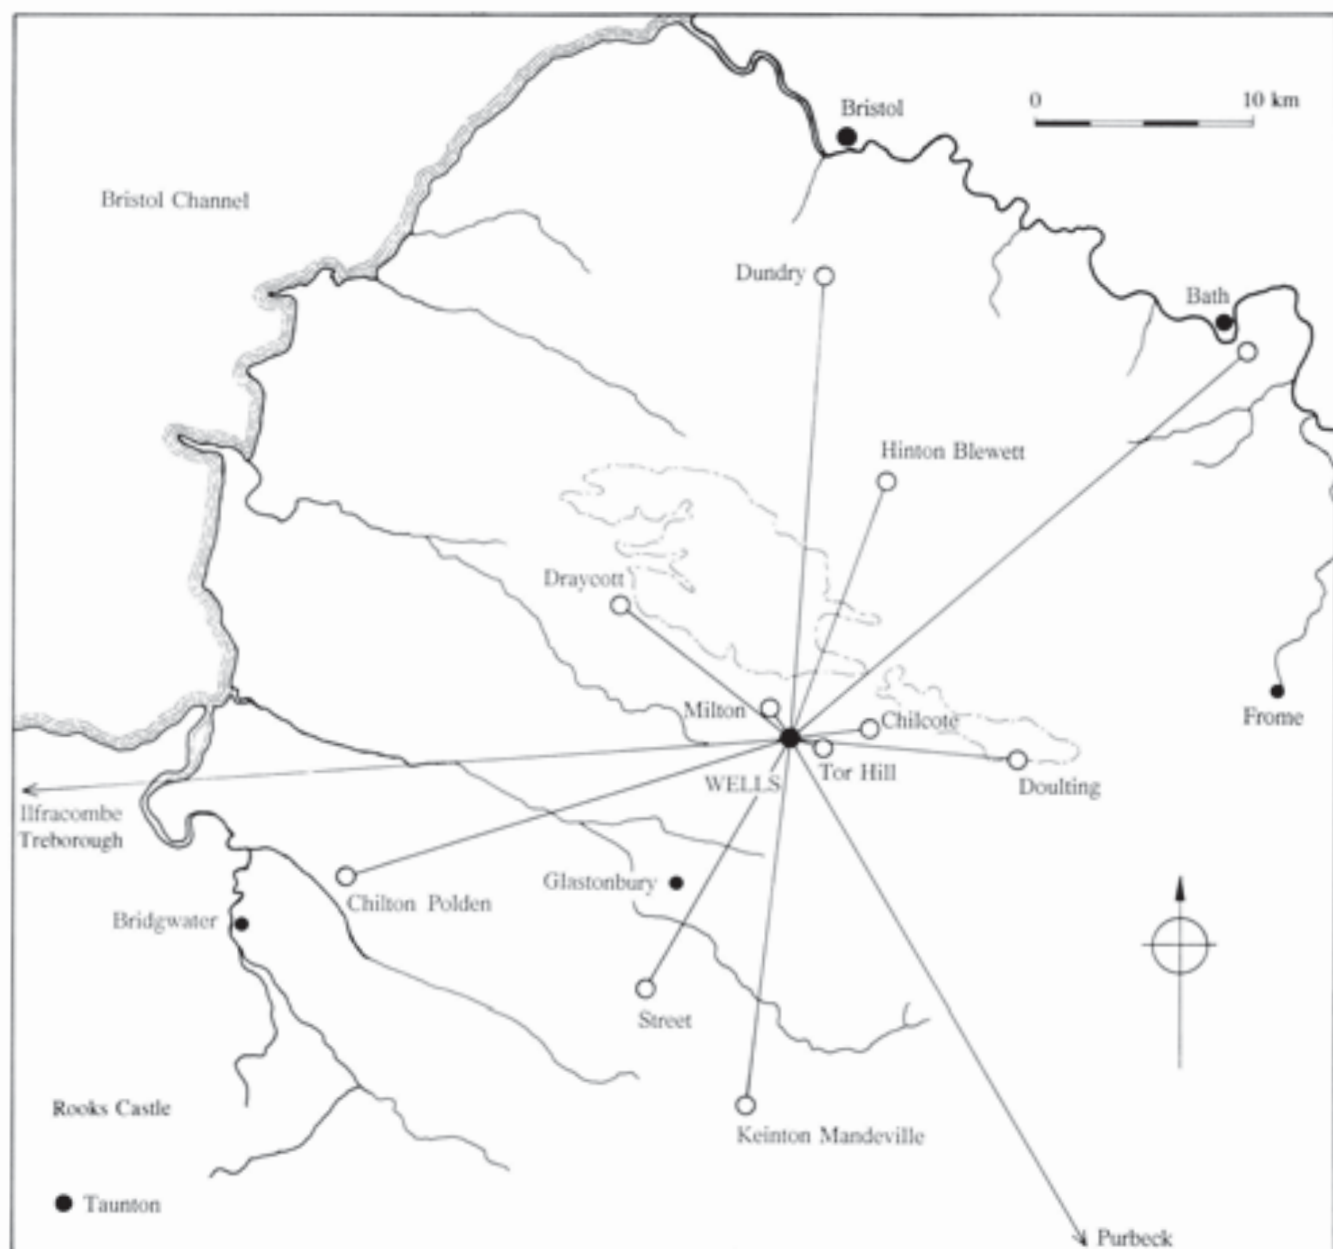 0 10 km
Bristol
Bristol Channel
Dundry
Bath
Hinton Blewett
Draycott
Milton
Chilcote
Frome
WELLS
Tor Hill
Doulting
Ilfracombe
Treborough
Glastonbury
Chilton Polden
Bridgwater
Street
Rooks Castle
Keinton Mandeville
Taunton
Purbeck